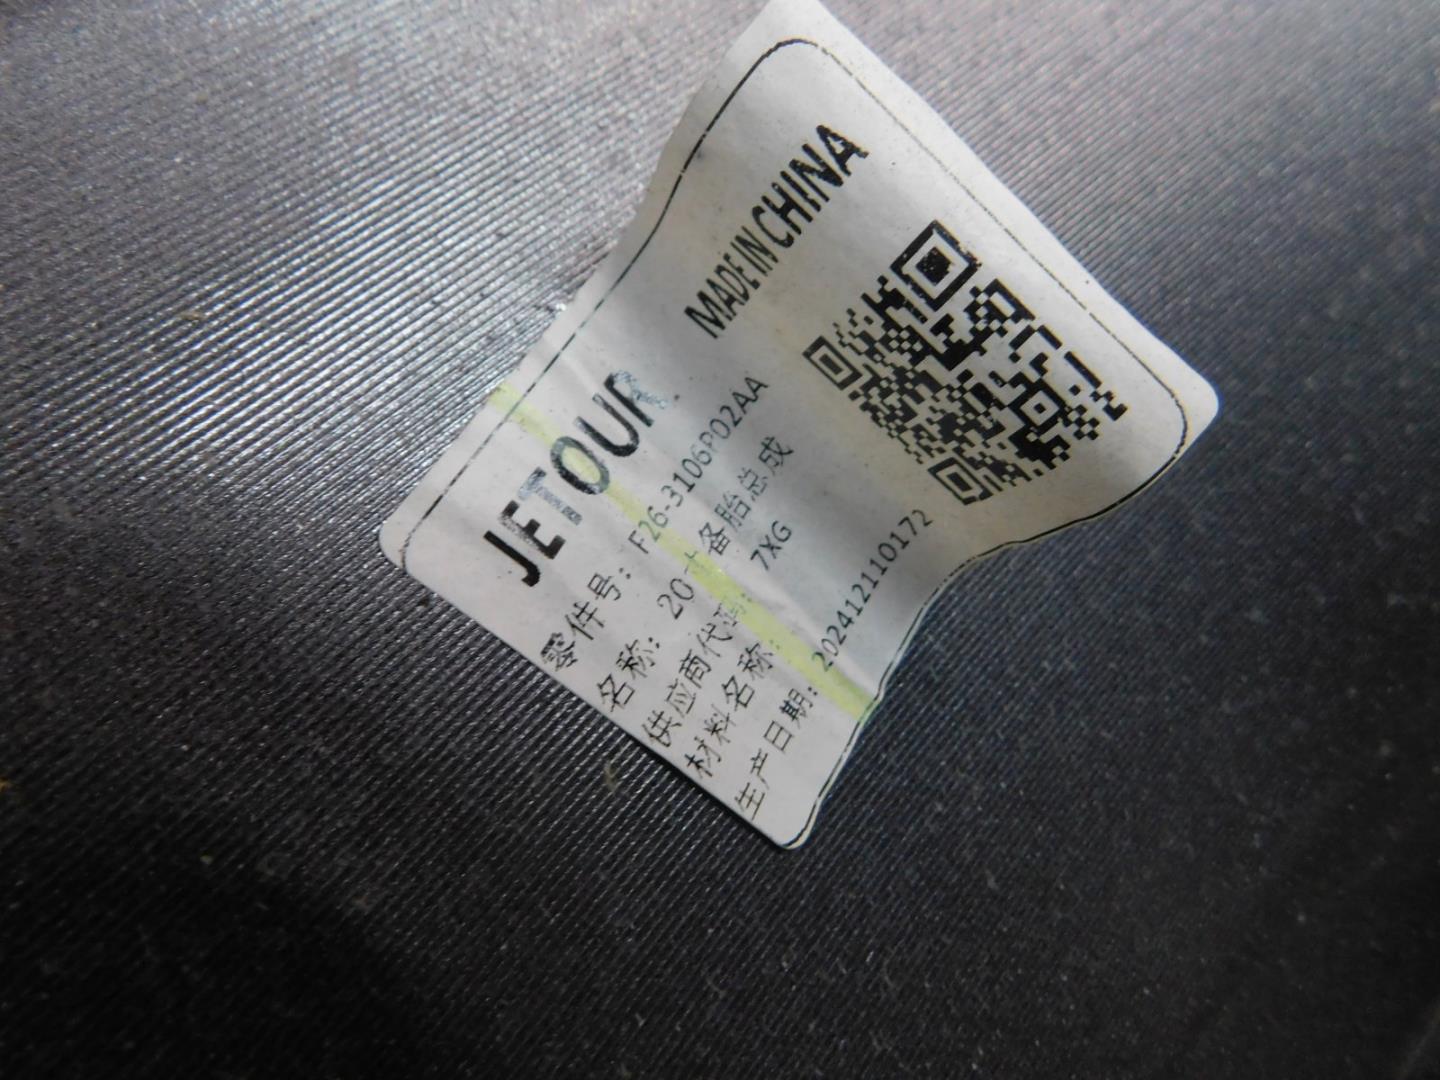 JETOUR
MADE IN CHINA
零件号: F26-3106P02AA
名称: 20寸备胎总成
供应商代码: 7XG
材料名称:
生产日期: 202412110172